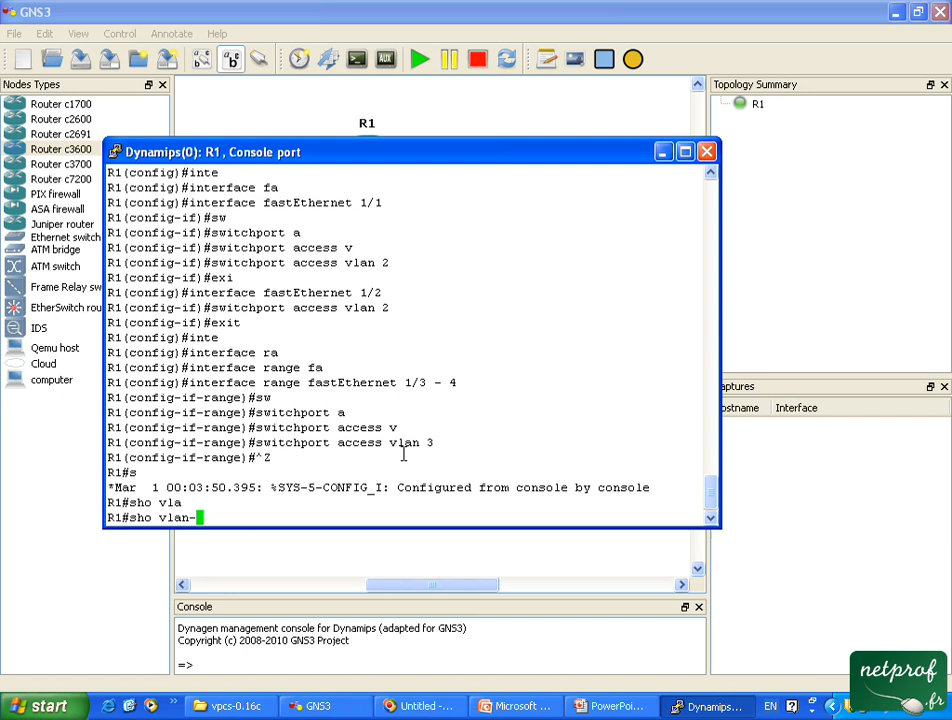 GNS3
File Edit View Control Annotate Help
AUX
Nodes Types
Router c1700
Router c2600
Router c2691
Router c3600
Router c3700
Router c7200
PIX firewall
ASA firewall
Juniper router
Ethernet switch
ATM bridge
ATM switch
Frame Relay sw
EtherSwitch rou
IDS
Qemu host
Cloud
computer
R1
Topology Summary
R1
Dynamips(0): R1, Console port
R1(config)#inte
R1(config)#interface fa
R1(config)#interface fastEthernet 1/1
R1(config-if)#sw
R1(config-if)#switchport a
R1(config-if)#switchport access v
R1(config-if)#switchport access vlan 2
R1(config-if)#exi
R1(config)#interface fastEthernet 1/2
R1(config-if)#switchport access vlan 2
R1(config-if)#exit
R1(config)#inte
R1(config)#interface ra
R1(config)#interface range fa
R1(config)#interface range fastEthernet 1/3 - 4
R1(config-if-range)#sw
R1(config-if-range)#switchport a
R1(config-if-range)#switchport access v
R1(config-if-range)#switchport access vlan 3
R1(config-if-range)#^Z
R1#s
*Mar  1 00:03:50.395: %SYS-5-CONFIG_I: Configured from console by console
R1#sho vla
R1#sho vlan-
aptures
ostname Interface
Console
Dynagen management console for Dynamips (adapted for GNS3)
Copyright (c) 2008-2010 GNS3 Project
=>
netprof
.fr
start vpcs-0.16c GNS3 Untitled -... Microsoft ... PowerPoi... Dynamips... EN